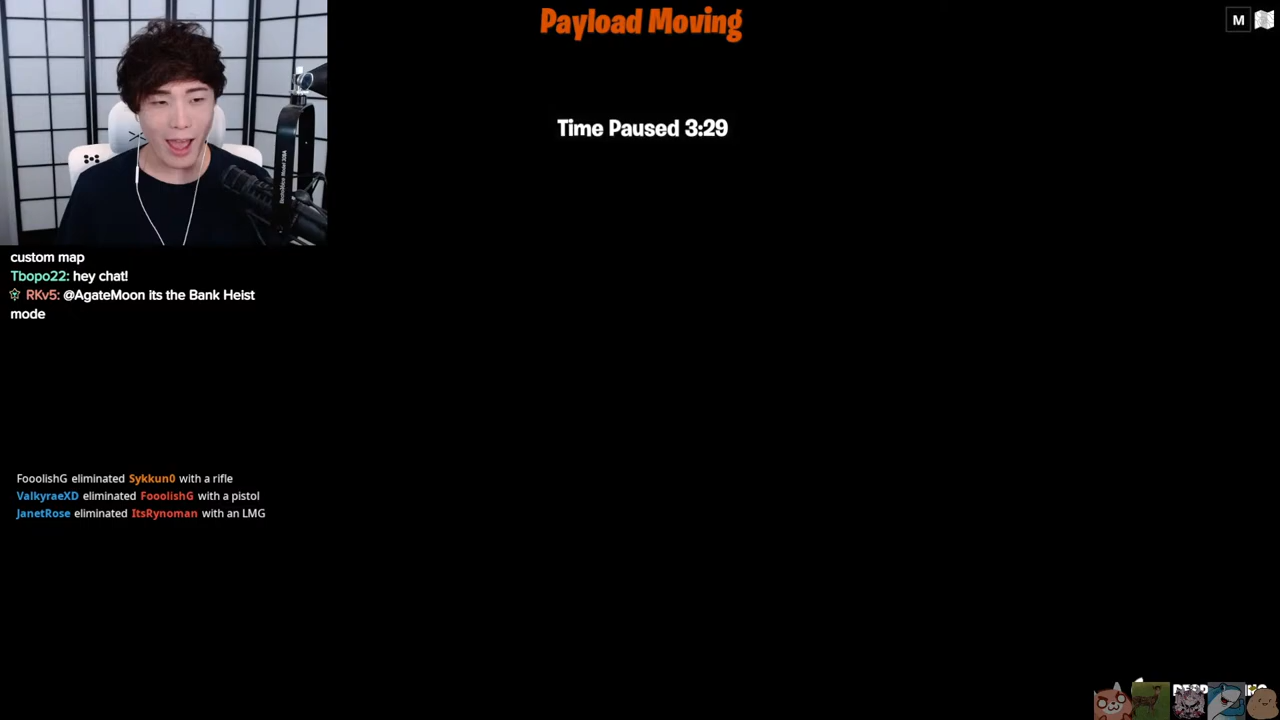 Payload Moving
M
Time Paused 3:29
custom map
Tbopo22: hey chat!
RKv5: @AgateMoon its the Bank Heist
mode
FooolishG eliminated Sykkun0 with a rifle
ValkyraeXD eliminated FooolishG with a pistol
JanetRose eliminated ItsRynoman with an LMG